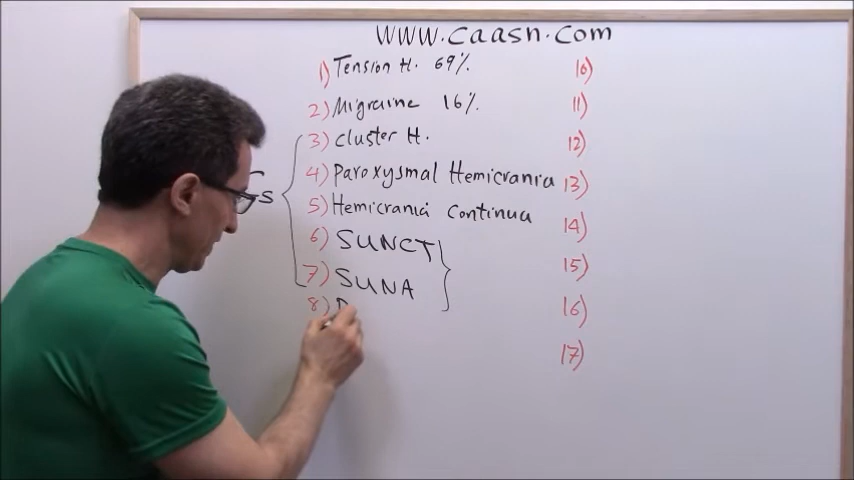 www.caasn.com
1) Tension H. 69%.
2) Migraine 16%.
3) cluster H.
4) Paroxysmal Hemicrania
5) Hemicrania continua
6) SUNCT
7) SUNA
8)
10)
11)
12)
13)
14)
15)
16)
17)